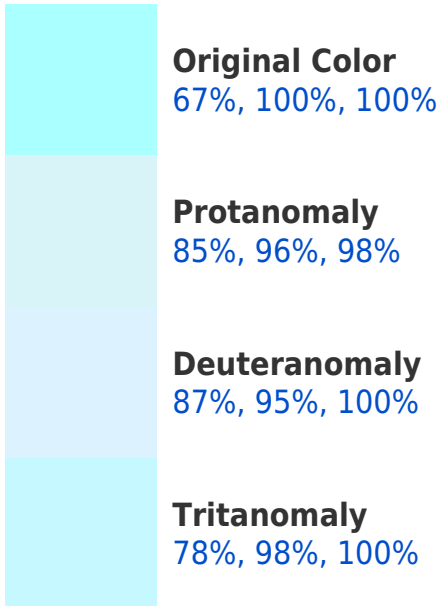 Original Color
67%, 100%, 100%
Protanomaly
85%, 96%, 98%
Deuteranomaly
87%, 95%, 100%
Tritanomaly
78%, 98%, 100%